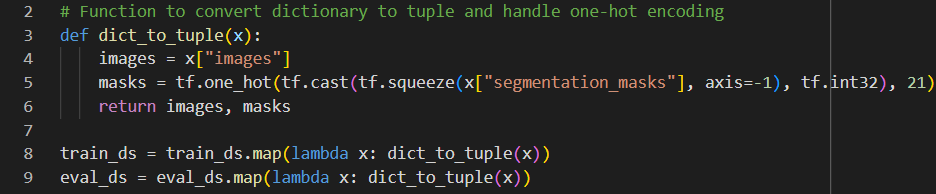 2 # Function to convert dictionary to tuple and handle one-hot encoding
3 def dict_to_tuple(x):
4     images = x["images"]
5     masks = tf.one_hot(tf.cast(tf.squeeze(x["segmentation_masks"], axis=-1), tf.int32), 21)
6     return images, masks
7
8 train_ds = train_ds.map(lambda x: dict_to_tuple(x))
9 eval_ds = eval_ds.map(lambda x: dict_to_tuple(x))